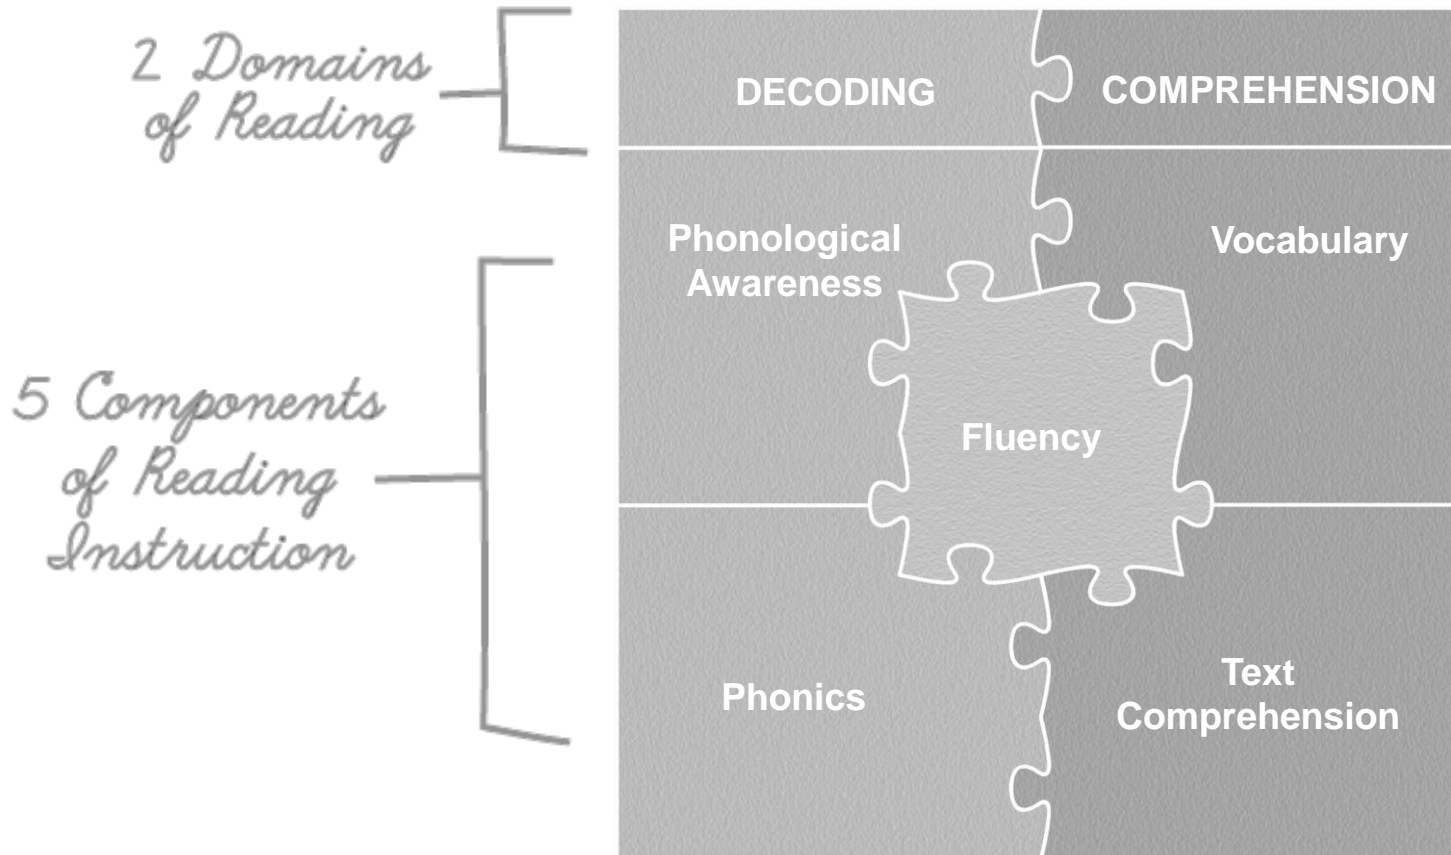 2 Domains
of Reading
DECODING
COMPREHENSION
Phonological
Awareness
Vocabulary
5 Components
of Reading
Instruction
Fluency
Phonics
Text
Comprehension